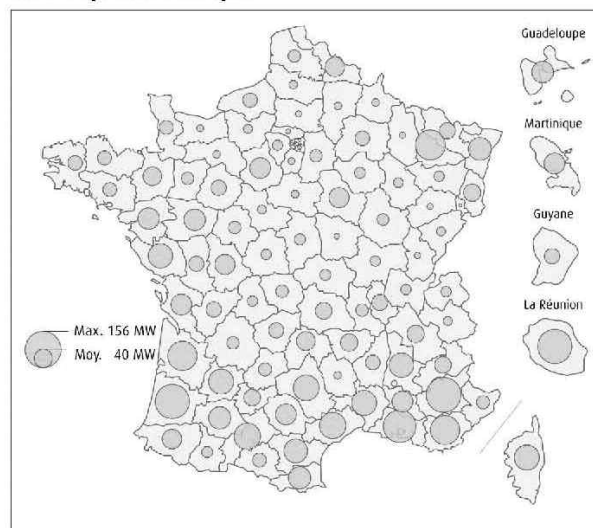 Guadeloupe
Martinique
Guyane
La Réunion
Max. 156 MW
Moy. 40 MW